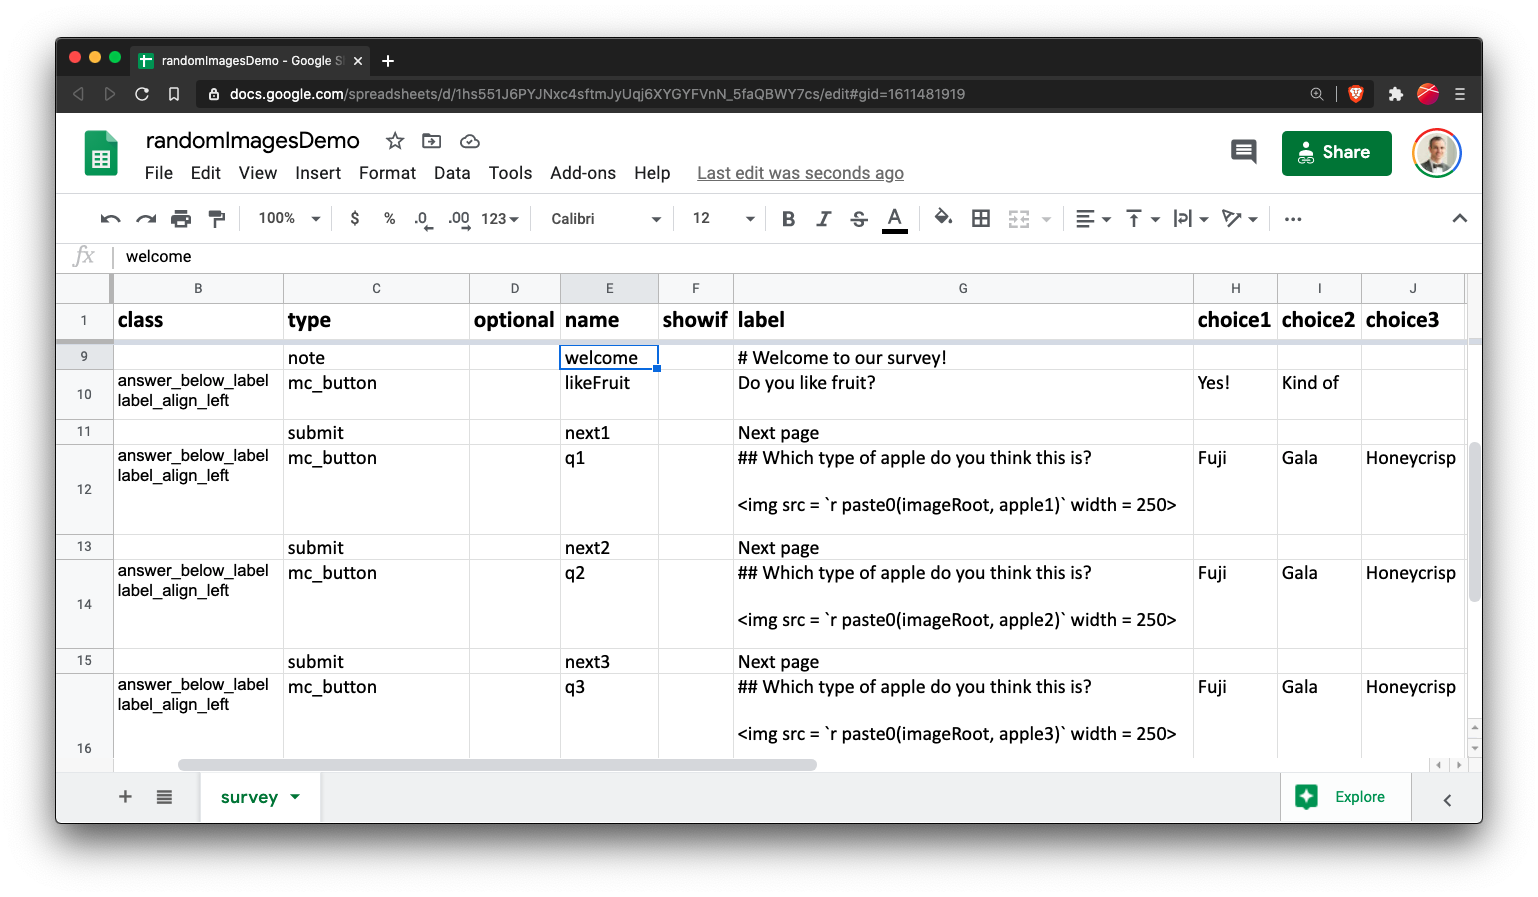 randomImagesDemo - Google S
docs.google.com/spreadsheets/d/1hs551J6PYJNxc4sftmJyUqj6XYGYFVnN_5faQBWY7cs/edit#gid=1611481919
randomImagesDemo
Share
File Edit View Insert Format Data Tools Add-ons Help Last edit was seconds ago
100% $ % .0 .00 123 Calibri 12 B I S A
fx welcome
B C D E F G H I J
1 class type optional name showif label choice1 choice2 choice3
9 note welcome # Welcome to our survey!
10 answer_below_label mc_button likeFruit Do you like fruit? Yes! Kind of
label_align_left
11 submit next1 Next page
12 answer_below_label mc_button q1 ## Which type of apple do you think this is? Fuji Gala Honeycrisp
label_align_left
<img src = `r paste0(imageRoot, apple1)` width = 250>
13 submit next2 Next page
14 answer_below_label mc_button q2 ## Which type of apple do you think this is? Fuji Gala Honeycrisp
label_align_left
<img src = `r paste0(imageRoot, apple2)` width = 250>
15 submit next3 Next page
16 answer_below_label mc_button q3 ## Which type of apple do you think this is? Fuji Gala Honeycrisp
label_align_left
<img src = `r paste0(imageRoot, apple3)` width = 250>
survey
Explore